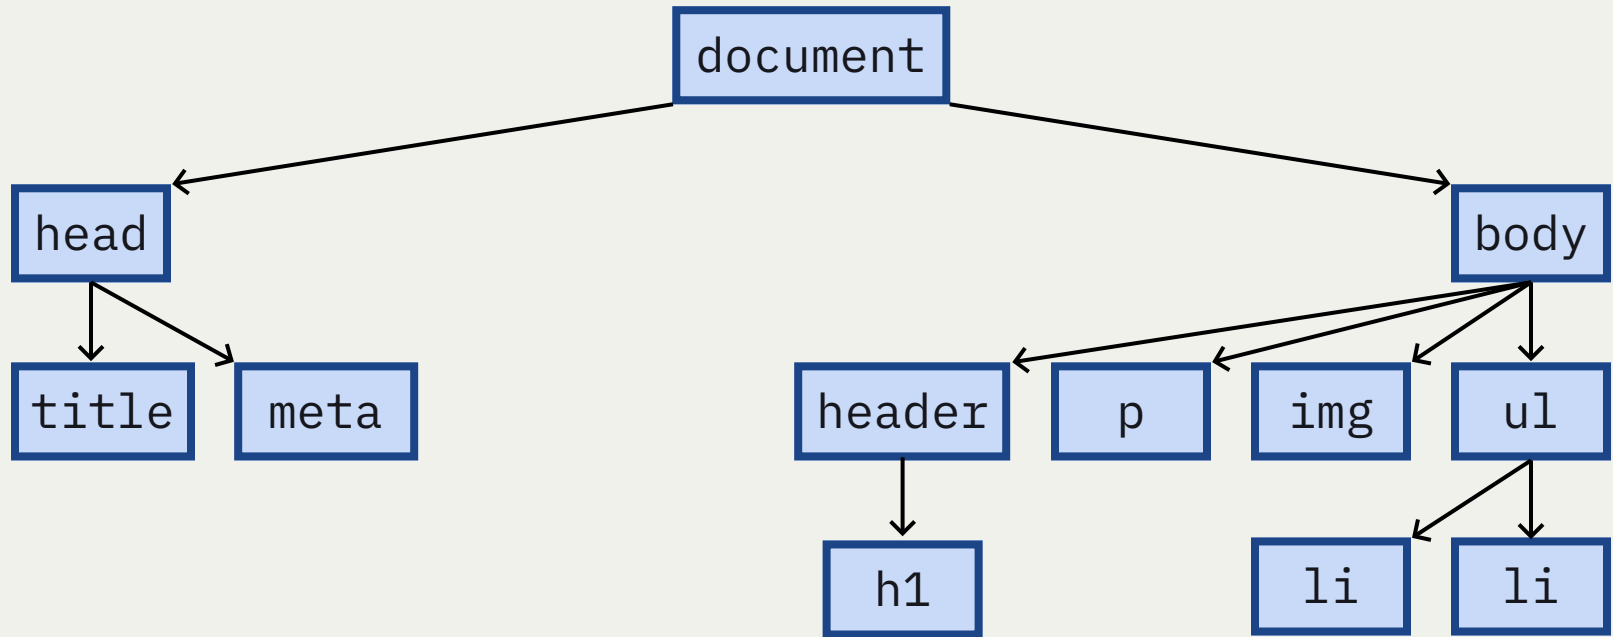 document
head
body
title
meta
header
p
img
ul
h1
li
li